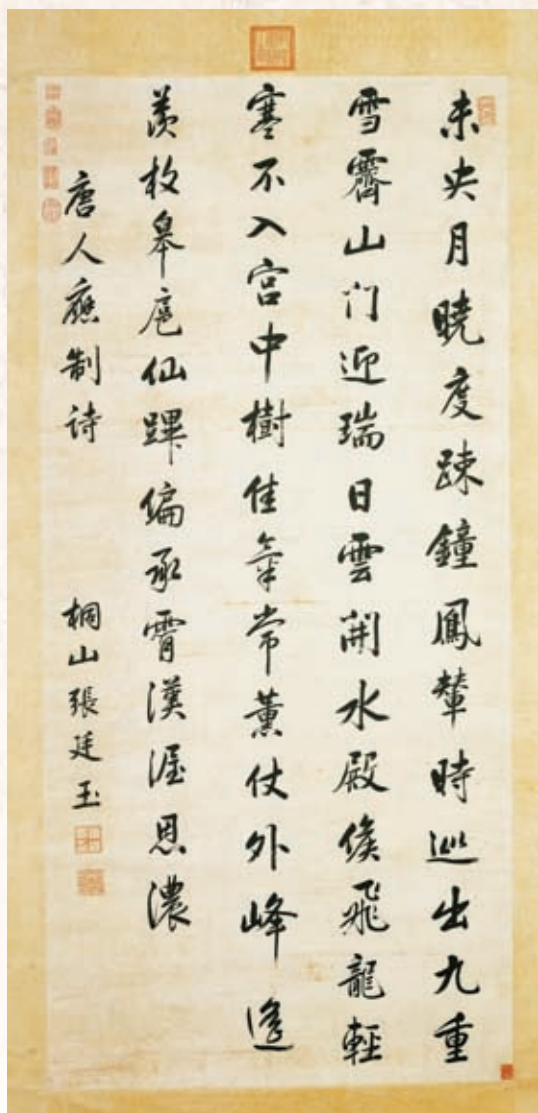 未央月曉度踈鐘鳳輦時巡出九重
雪霽山门迎瑞日雲開水殿候飛龍輕
寒不入宮中樹佳氣常薰仗外峰遙
羨枚皋扈仙蹕偏承霄漢渥恩濃
唐人應制詩
桐山張廷玉